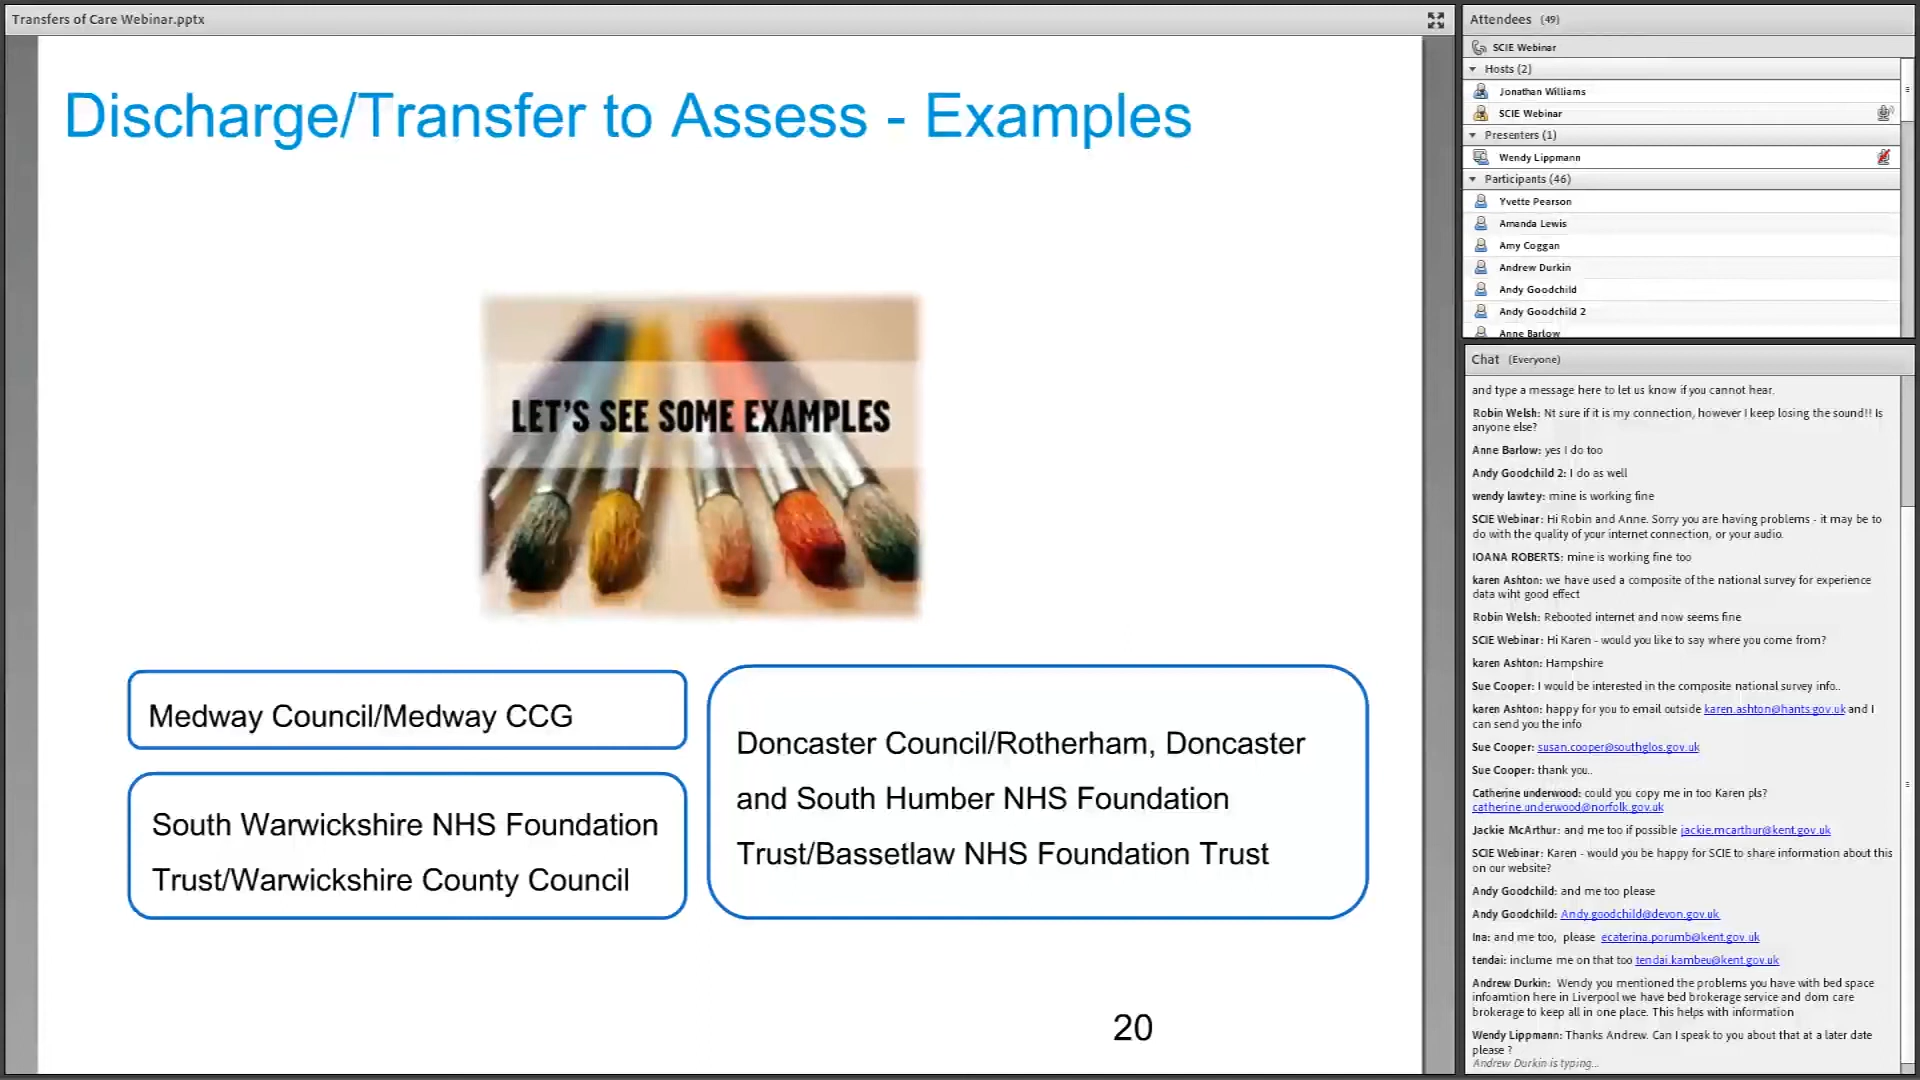 Transfers of Care Webinar.pptx
Discharge/Transfer to Assess - Examples
LET'S SEE SOME EXAMPLES
Medway Council/Medway CCG
South Warwickshire NHS Foundation
Trust/Warwickshire County Council
Doncaster Council/Rotherham, Doncaster
and South Humber NHS Foundation
Trust/Bassetlaw NHS Foundation Trust
20
Attendees (49)
SCIE Webinar
Hosts (2)
Jonathan Williams
SCIE Webinar
Presenters (1)
Wendy Lippmann
Participants (46)
Yvette Pearson
Amanda Lewis
Amy Coggan
Andrew Durkin
Andy Goodchild
Andy Goodchild 2
Anne Barlow
Chat (Everyone)
and type a message here to let us know if you cannot hear.
Robin Welsh: Nt sure if it is my connection, however I keep losing the sound!! Is
anyone else?
Anne Barlow: yes I do too
Andy Goodchild 2: I do as well
wendy lawtey: mine is working fine
SCIE Webinar: Hi Robin and Anne. Sorry you are having problems - it may be to
do with the quality of your internet connection, or your audio.
IOANA ROBERTS: mine is working fine too
karen Ashton: we have used a composite of the national survey for experience
data wiht good effect
Robin Welsh: Rebooted internet and now seems fine
SCIE Webinar: Hi Karen - would you like to say where you come from?
karen Ashton: Hampshire
Sue Cooper: I would be interested in the composite national survey info..
karen Ashton: happy for you to email outside karen.ashton@hants.gov.uk and I
can send you the info
Sue Cooper: susan.cooper@southglos.gov.uk
Sue Cooper: thank you..
Catherine underwood: could you copy me in too Karen pls?
catherine.underwood@norfolk.gov.uk
Jackie McArthur: and me too if possible jackie.mcarthur@kent.gov.uk
SCIE Webinar: Karen - would you be happy for SCIE to share information about this
on our website?
Andy Goodchild: and me too please
Andy Goodchild: Andy.goodchild@devon.gov.uk
Ina: and me too, please ecaterina.porumb@kent.gov.uk
tendai: inclume me on that too tendai.kambeu@kent.gov.uk
Andrew Durkin: Wendy you mentioned the problems you have with bed space
infoamtion here in Liverpool we have bed brokerage service and dom care
brokerage to keep all in one place. This helps with information
Wendy Lippmann: Thanks Andrew. Can I speak to you about that at a later date
please ?
Andrew Durkin is typing...